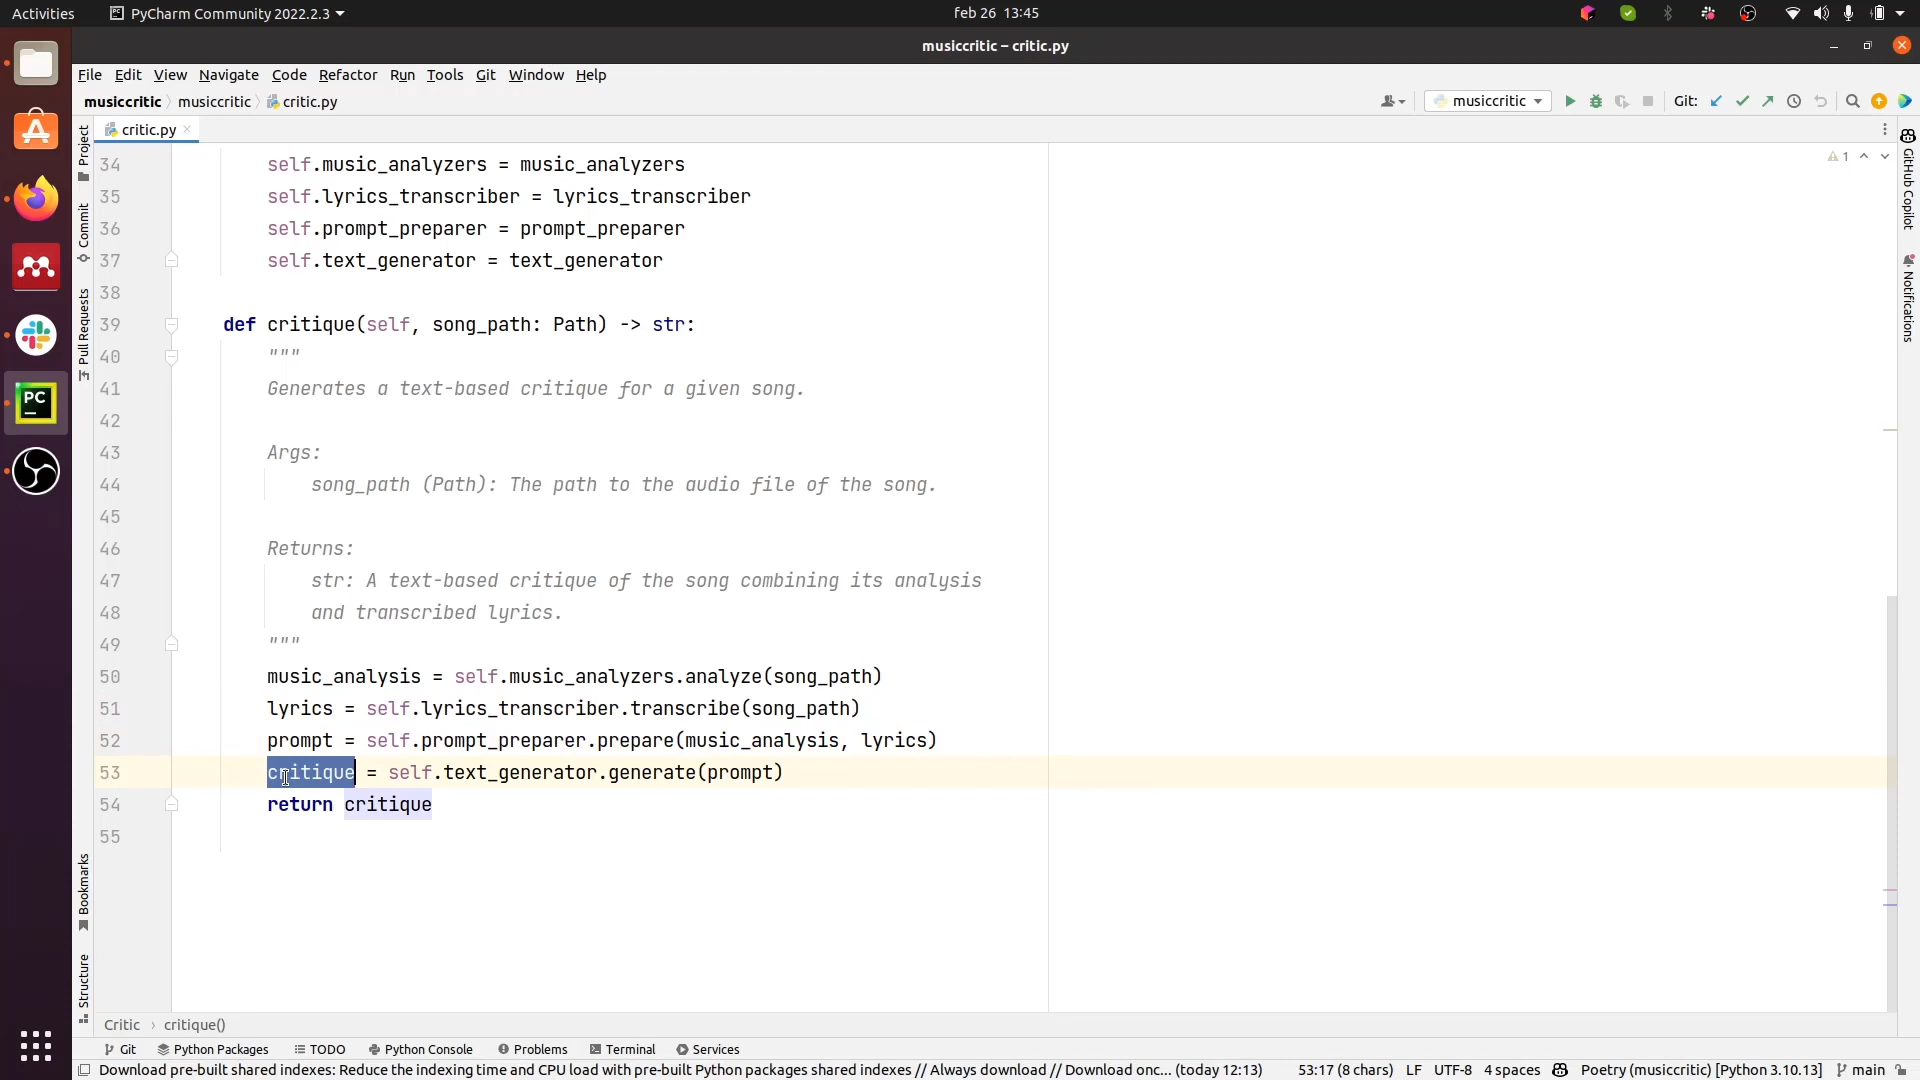 Activities
PyCharm Community 2022.2.3
feb 26 13:45
musiccritic – critic.py
File Edit View Navigate Code Refactor Run Tools Git Window Help
musiccritic musiccritic critic.py
musiccritic
Git:
critic.py
1
34 self.music_analyzers = music_analyzers
35 self.lyrics_transcriber = lyrics_transcriber
36 self.prompt_preparer = prompt_preparer
37 self.text_generator = text_generator
38
39 def critique(self, song_path: Path) -> str:
40 """
41 Generates a text-based critique for a given song.
42
43 Args:
44 song_path (Path): The path to the audio file of the song.
45
46 Returns:
47 str: A text-based critique of the song combining its analysis
48 and transcribed lyrics.
49 """
50 music_analysis = self.music_analyzers.analyze(song_path)
51 lyrics = self.lyrics_transcriber.transcribe(song_path)
52 prompt = self.prompt_preparer.prepare(music_analysis, lyrics)
53 critique = self.text_generator.generate(prompt)
54 return critique
55
Project
Commit
Pull Requests
Bookmarks
Structure
GitHub Copilot
Notifications
PC
Critic critique()
Git Python Packages TODO Python Console Problems Terminal Services
Download pre-built shared indexes: Reduce the indexing time and CPU load with pre-built Python packages shared indexes // Always download // Download onc... (today 12:13)
53:17 (8 chars) LF UTF-8 4 spaces Poetry (musiccritic) [Python 3.10.13] main